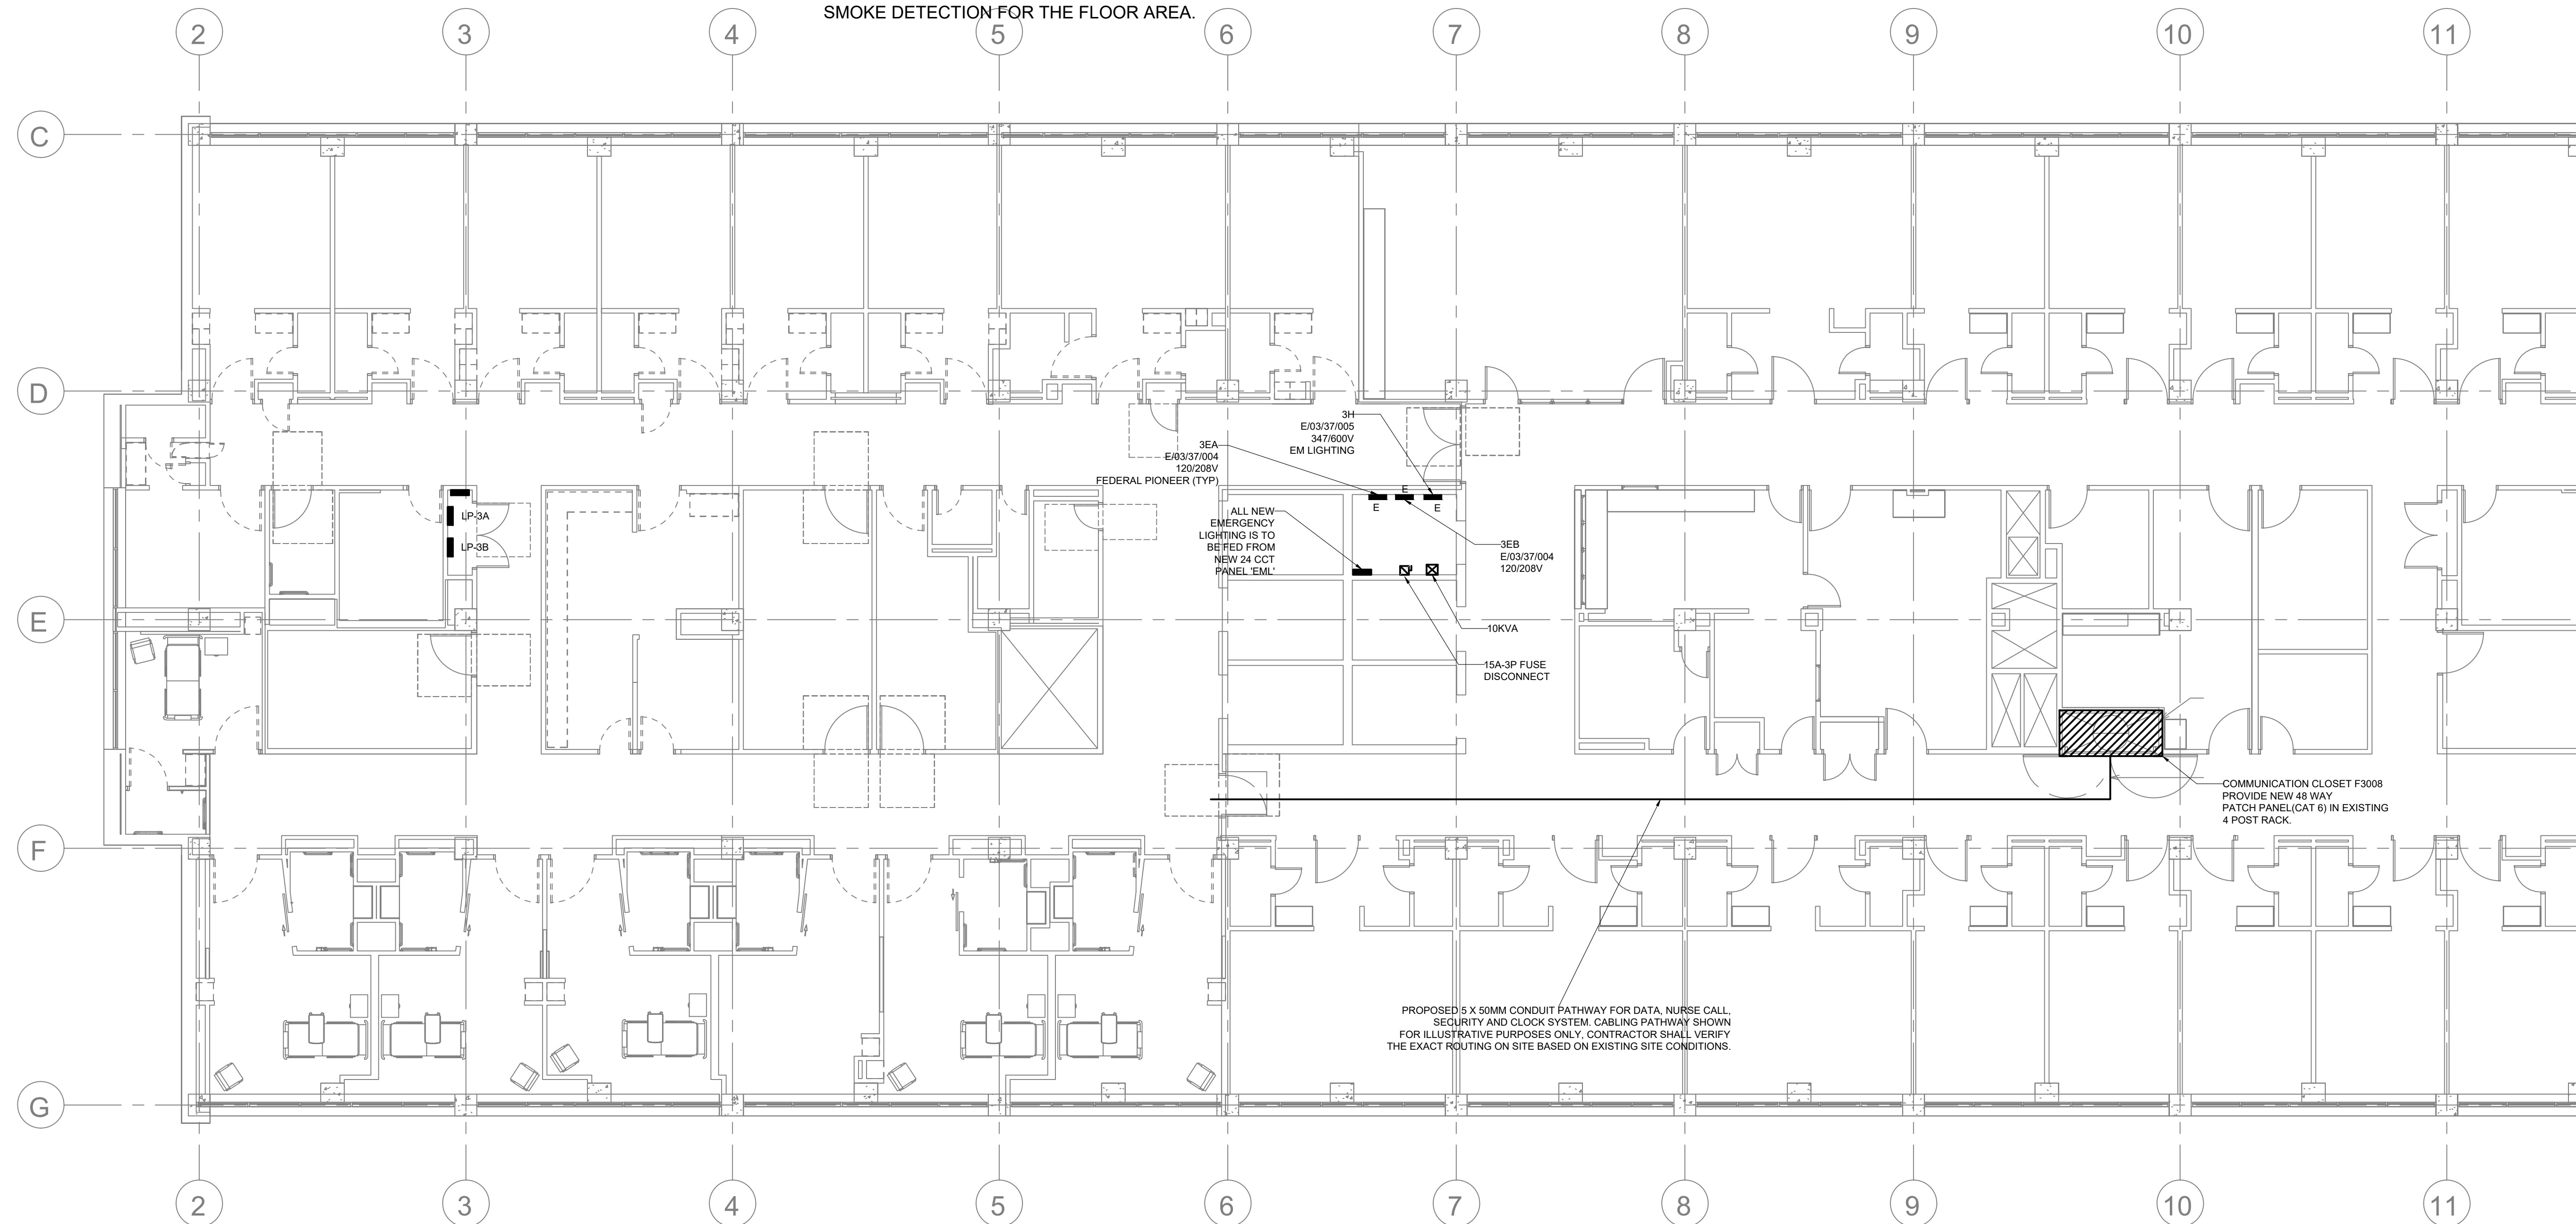 SMOKE DETECTION FOR THE FLOOR AREA.
2 3 4 5 6 7 8 9 10 11
C
D
3H
E/03/37/005
347/600V
EM LIGHTING
3EA
E/03/37/004
120/208V
FEDERAL PIONEER (TYP)
E
E
E
LP-3A
LP-3B
ALL NEW
EMERGENCY
LIGHTING IS TO
BE FED FROM
NEW 24 CCT
PANEL 'EML'
3EB
E/03/37/004
120/208V
E
10KVA
15A-3P FUSE
DISCONNECT
COMMUNICATION CLOSET F3008
PROVIDE NEW 48 WAY
PATCH PANEL(CAT 6) IN EXISTING
4 POST RACK.
F
PROPOSED 5 X 50MM CONDUIT PATHWAY FOR DATA, NURSE CALL,
SECURITY AND CLOCK SYSTEM. CABLING PATHWAY SHOWN
FOR ILLUSTRATIVE PURPOSES ONLY, CONTRACTOR SHALL VERIFY
THE EXACT ROUTING ON SITE BASED ON EXISTING SITE CONDITIONS.
G
2 3 4 5 6 7 8 9 10 11